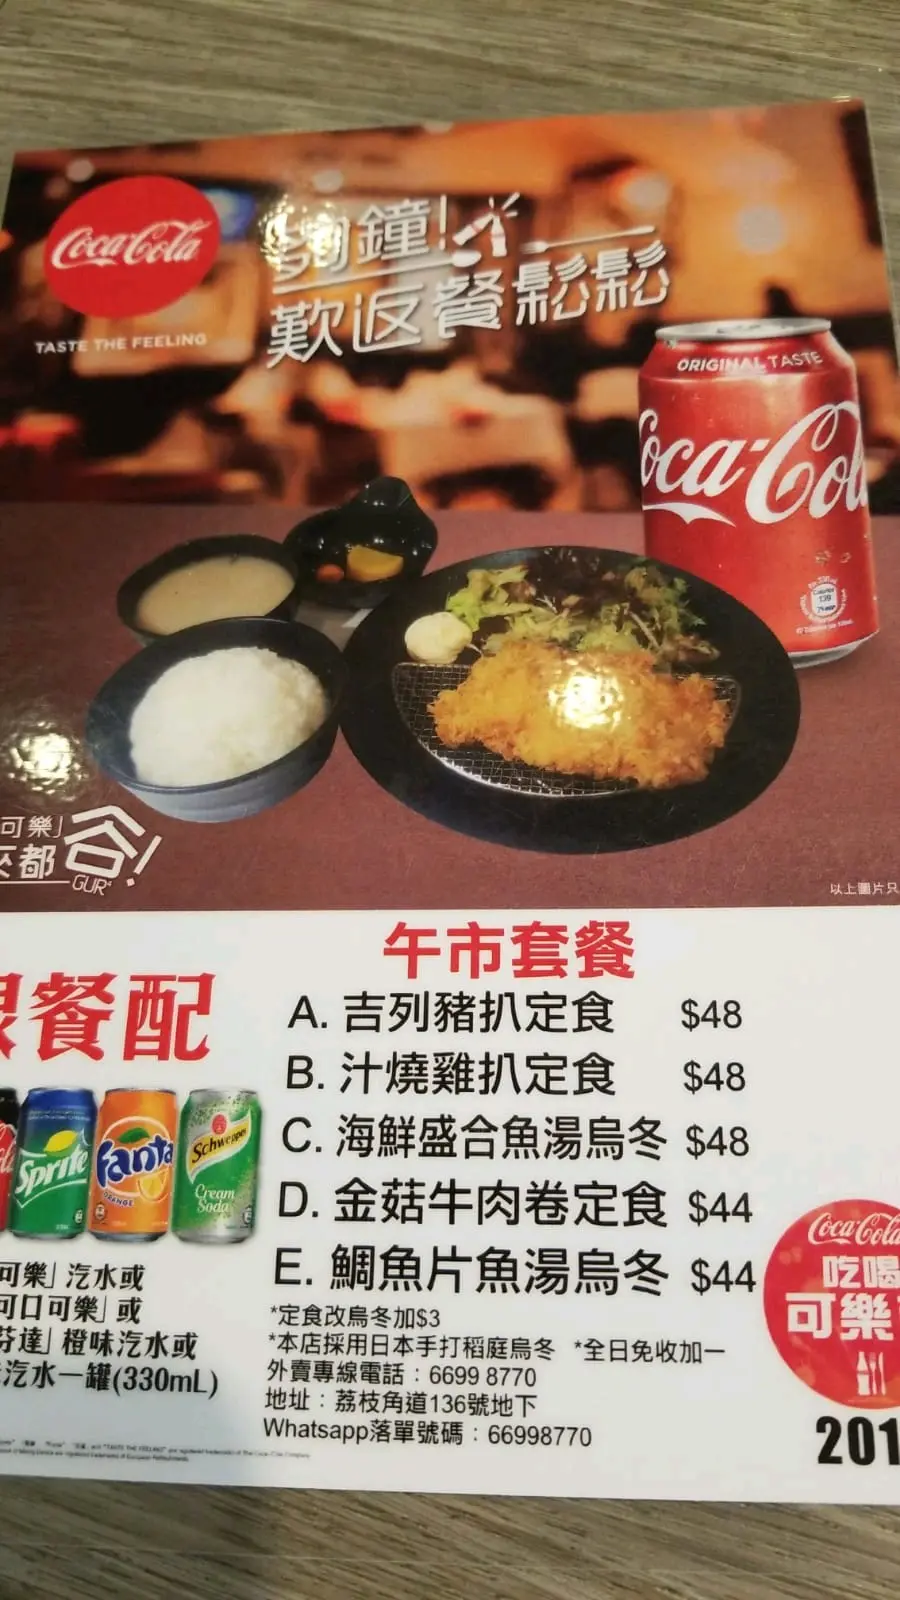 Coca-Cola
TASTE THE FEELING
夠鐘!
歎返餐鬆鬆
ORIGINAL TASTE
Coca-Cola
可樂」
都谷!
GUR⁴
以上圖片只
餐配
Sprite
Fanta
ORANGE
Schweppes
Cream Soda
可樂」汽水或
可口可樂」或
芬達」橙味汽水或
汽水一罐(330mL)
午市套餐
A. 吉列豬扒定食 $48
B. 汁燒雞扒定食 $48
C. 海鮮盛合魚湯烏冬 $48
D. 金菇牛肉卷定食 $44
E. 鯛魚片魚湯烏冬 $44
*定食改烏冬加$3
*本店採用日本手打稻庭烏冬 *全日免收加一
外賣專線電話：6699 8770
地址：荔枝角道136號地下
Whatsapp落單號碼：66998770
Coca-Cola
吃喝
可樂
201